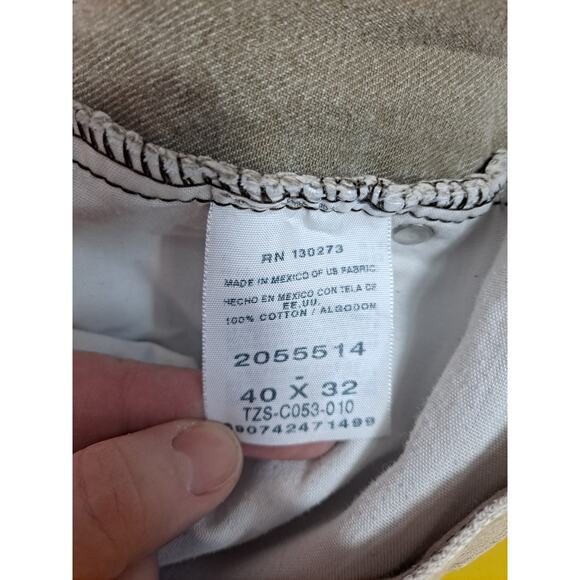 RN 130273
MADE IN MEXICO OF US FABRIC
HECHO EN MEXICO CON TELA DE
EE.UU.
100% COTTON / ALGODON
2055514
-
40 X 32
TZS-C053-010